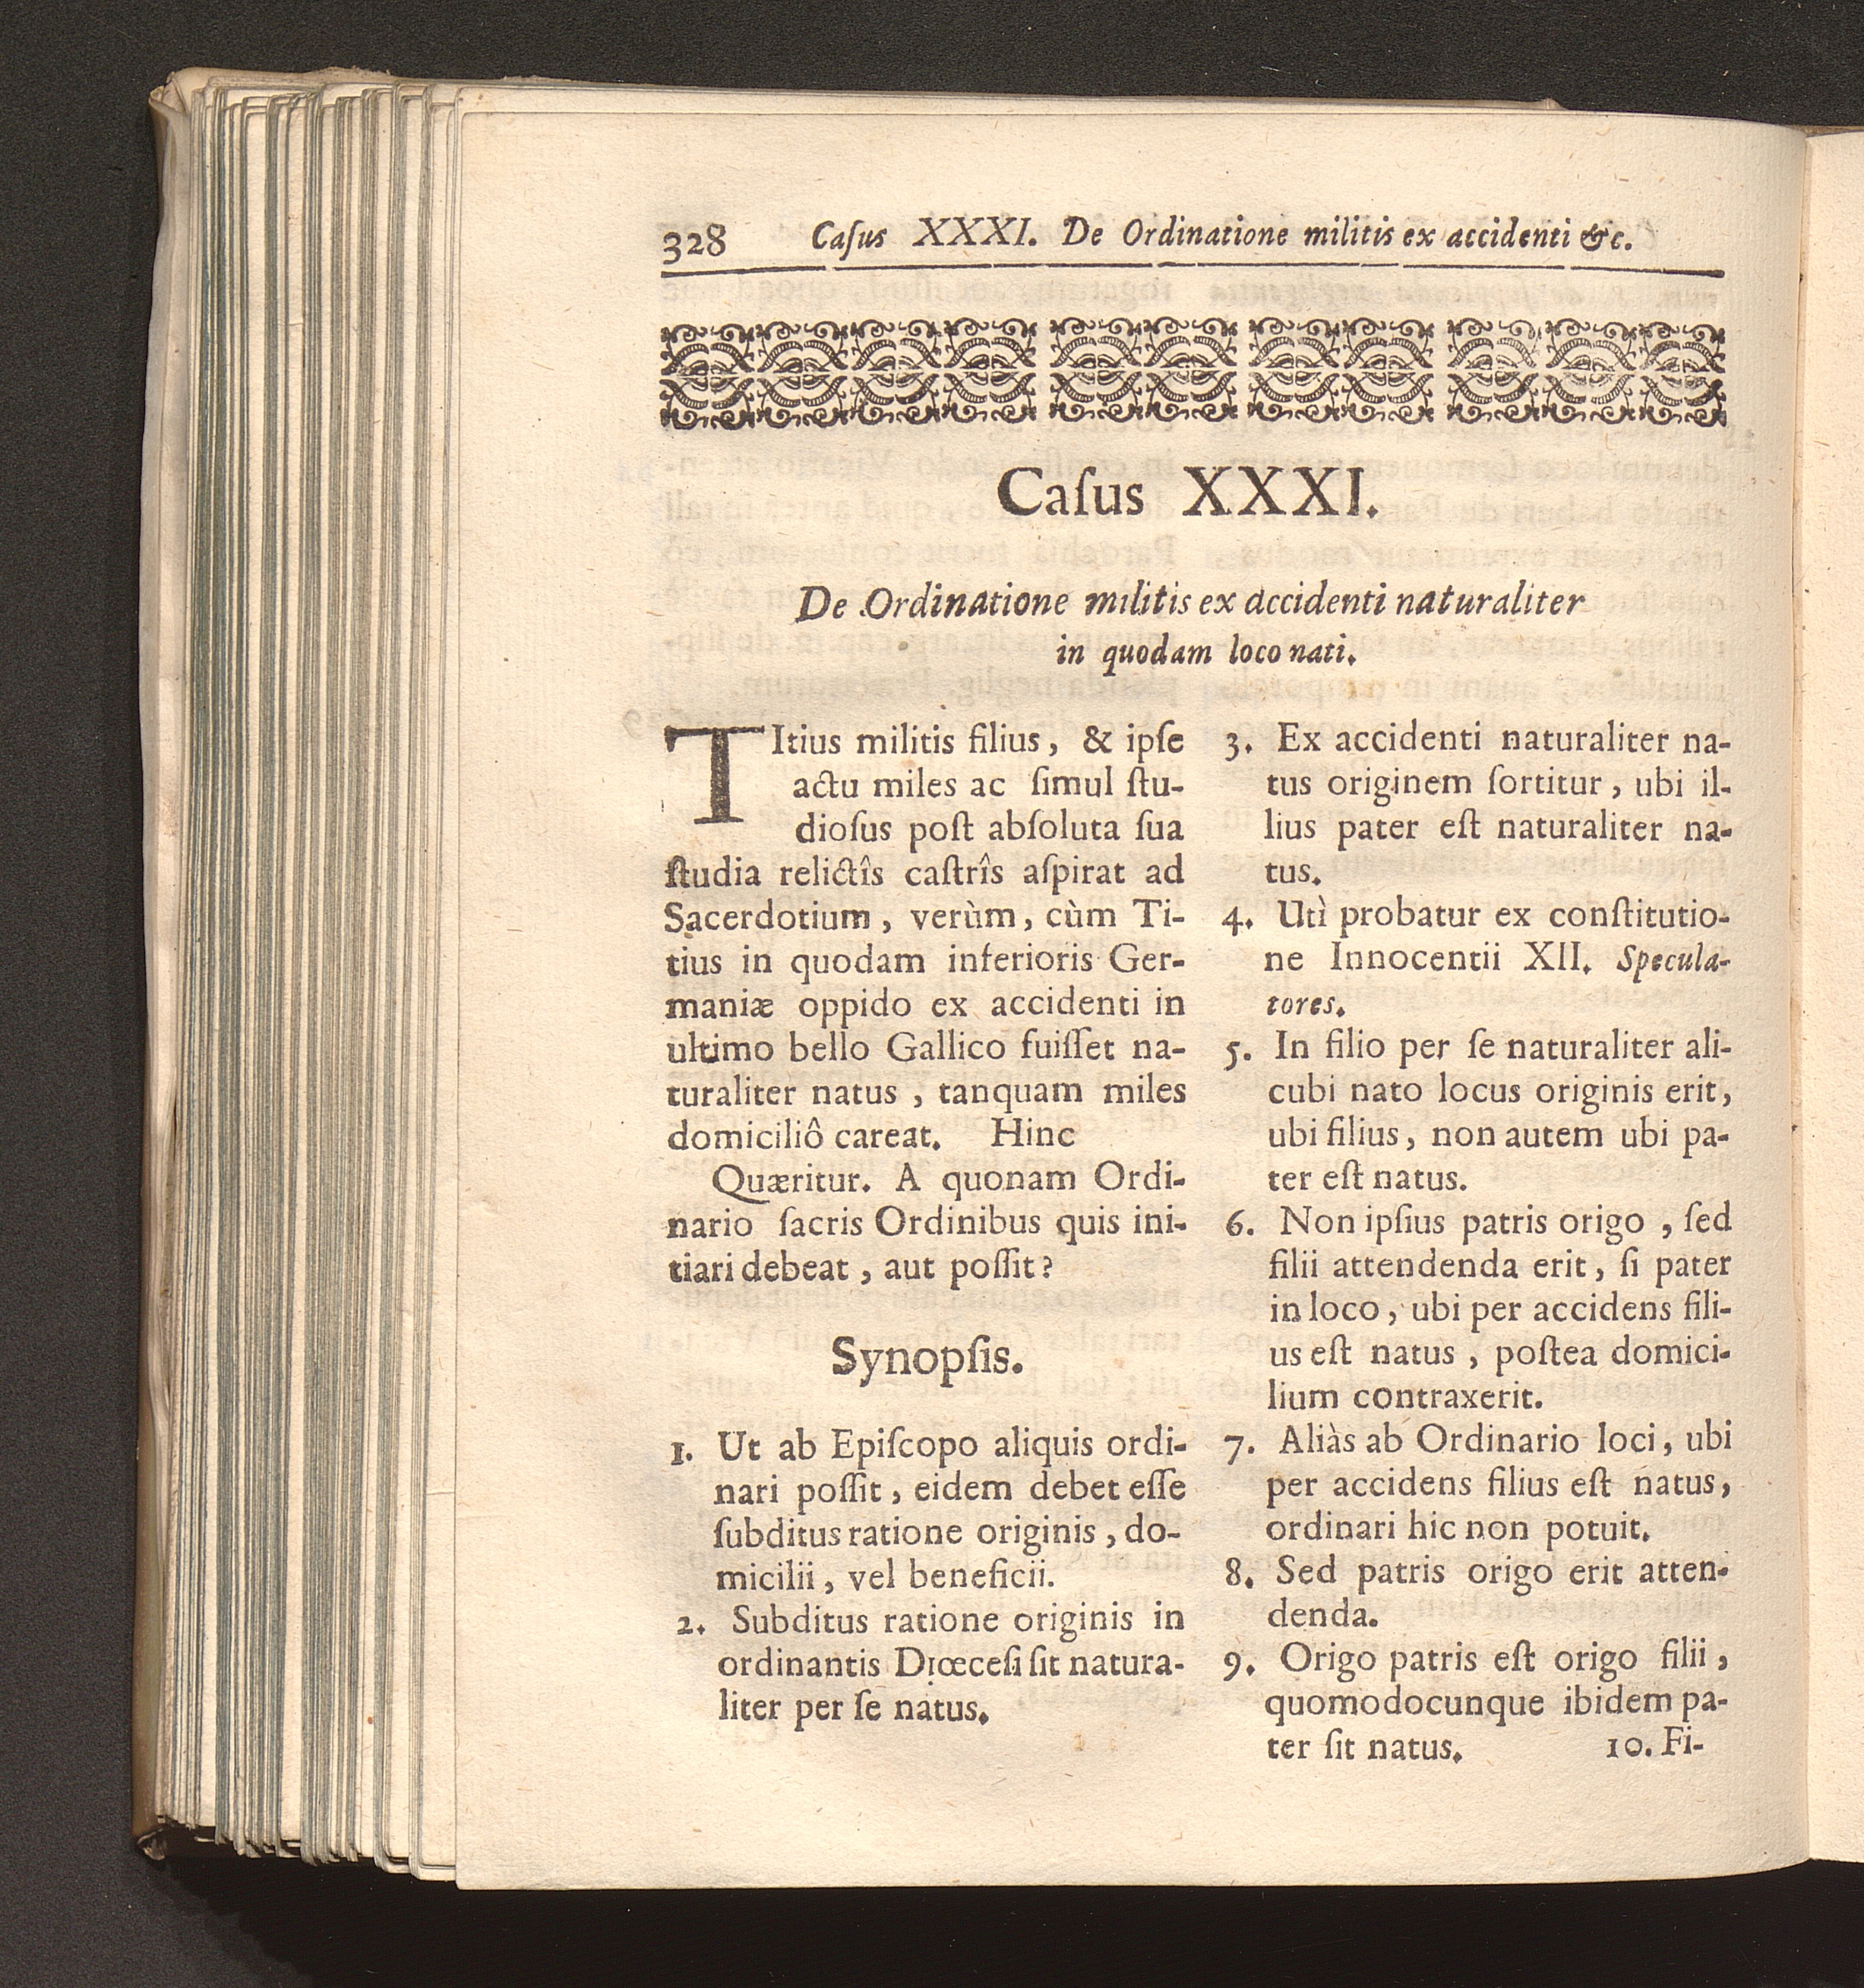 328 Caſus XXXI. De Ordinatione militis ex accidenti &c.
Caſus XXXI.
De Ordinatione militis ex accidenti naturaliter
in quodam loco nati.
TItius militis filius, & ipſe
actu miles ac ſimul ſtu-
dioſus poſt abſoluta ſua
ſtudia relictîs caſtrîs aſpirat ad
Sacerdotium, verùm, cùm Ti-
tius in quodam inferioris Ger-
maniæ oppido ex accidenti in
ultimo bello Gallico fuiſſet na-
turaliter natus, tanquam miles
domiciliô careat. Hinc
Quæritur. A quonam Ordi-
nario ſacris Ordinibus quis ini-
tiari debeat, aut poſſit?
Synopſis.
1. Ut ab Epiſcopo aliquis ordi-
nari poſſit, eidem debet eſſe
ſubditus ratione originis, do-
micilii, vel beneficii.
2. Subditus ratione originis in
ordinantis Diœceſi ſit natura-
liter per ſe natus.
3. Ex accidenti naturaliter na-
tus originem ſortitur, ubi il-
lius pater eſt naturaliter na-
tus.
4. Utì probatur ex conſtitutio-
ne Innocentii XII. Specula-
tores.
5. In filio per ſe naturaliter ali-
cubi nato locus originis erit,
ubi filius, non autem ubi pa-
ter eſt natus.
6. Non ipſius patris origo, ſed
filii attendenda erit, ſi pater
in loco, ubi per accidens fili-
us eſt natus, poſtea domici-
lium contraxerit.
7. Aliàs ab Ordinario loci, ubi
per accidens filius eſt natus,
ordinari hic non potuit.
8. Sed patris origo erit atten-
denda.
9. Origo patris eſt origo filii,
quomodocunque ibidem pa-
ter ſit natus. 10. Fi-